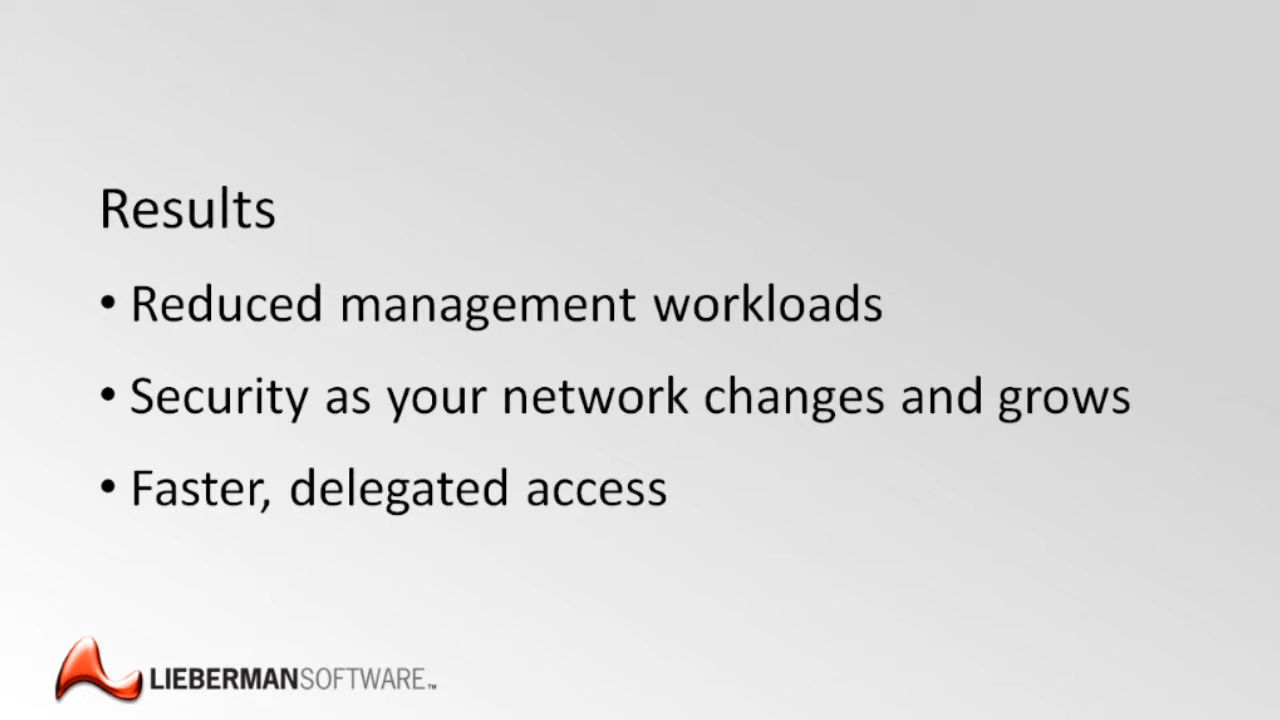 Results
• Reduced management workloads
• Security as your network changes and grows
• Faster, delegated access
LIEBERMANSOFTWARE™